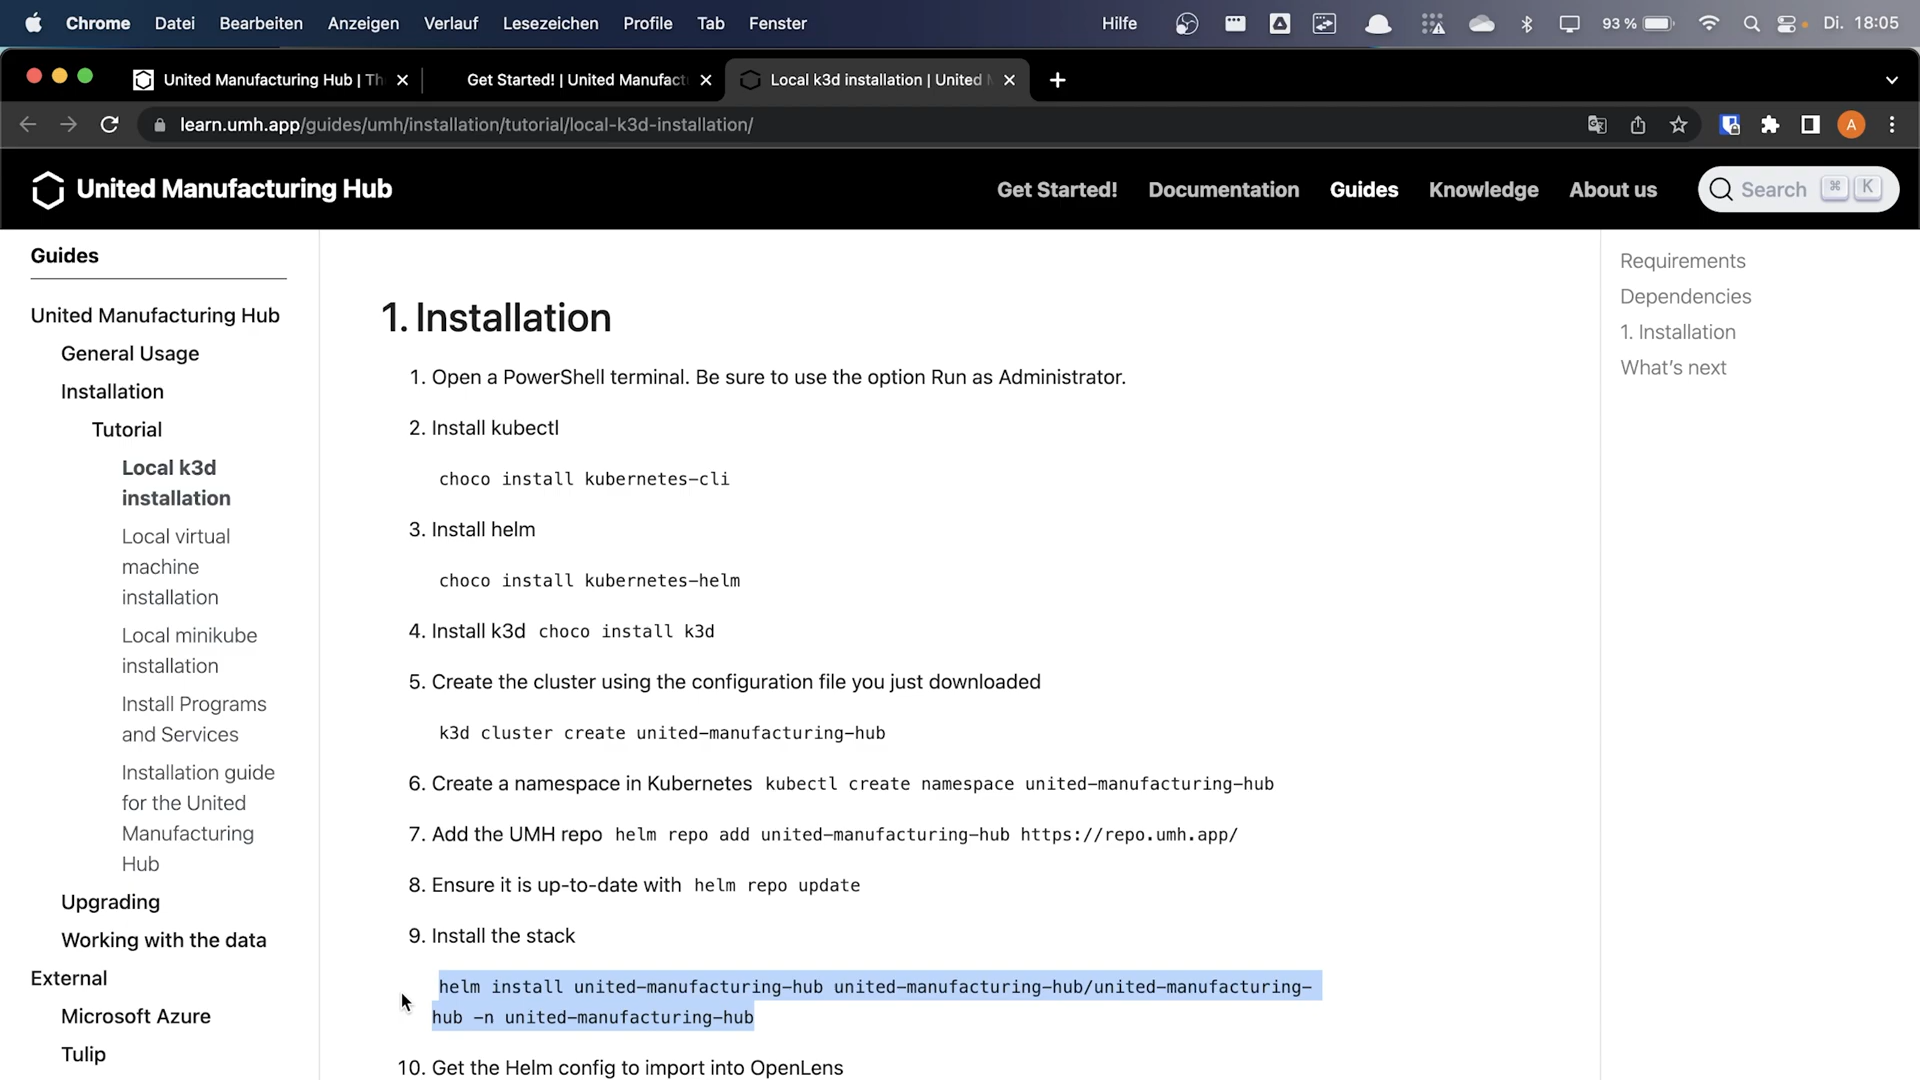 Chrome Datei Bearbeiten Anzeigen Verlauf Lesezeichen Profile Tab Fenster Hilfe 93 % Di. 18:05
United Manufacturing Hub | Th
Get Started! | United Manufact
Local k3d installation | United
learn.umh.app/guides/umh/installation/tutorial/local-k3d-installation/
A
United Manufacturing Hub
Get Started! Documentation Guides Knowledge About us
Search ⌘ K
Guides
United Manufacturing Hub
General Usage
Installation
Tutorial
Local k3d
installation
Local virtual
machine
installation
Local minikube
installation
Install Programs
and Services
Installation guide
for the United
Manufacturing
Hub
Upgrading
Working with the data
External
Microsoft Azure
Tulip
1. Installation
1. Open a PowerShell terminal. Be sure to use the option Run as Administrator.
2. Install kubectl
choco install kubernetes-cli
3. Install helm
choco install kubernetes-helm
4. Install k3d choco install k3d
5. Create the cluster using the configuration file you just downloaded
k3d cluster create united-manufacturing-hub
6. Create a namespace in Kubernetes kubectl create namespace united-manufacturing-hub
7. Add the UMH repo helm repo add united-manufacturing-hub https://repo.umh.app/
8. Ensure it is up-to-date with helm repo update
9. Install the stack
helm install united-manufacturing-hub united-manufacturing-hub/united-manufacturing-
hub -n united-manufacturing-hub
10. Get the Helm config to import into OpenLens
Requirements
Dependencies
1. Installation
What's next